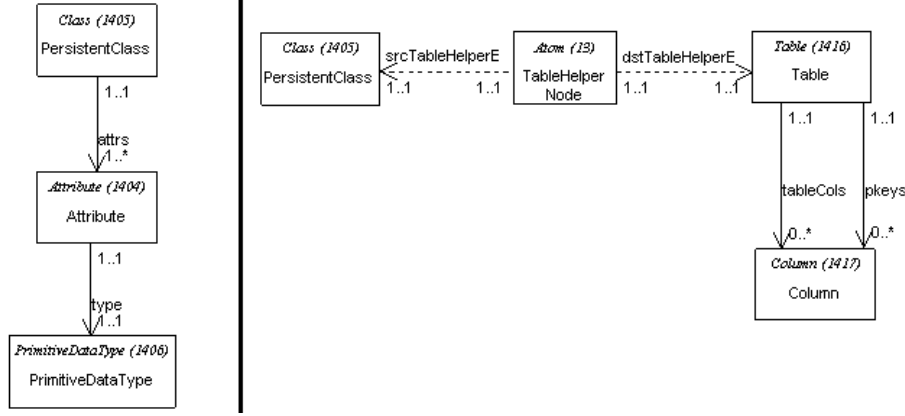 Class (1405)
PersistentClass
1..1
attrs
1..*
Attribute (1404)
Attribute
1..1
type
1..1
PrimitiveDataType (1406)
PrimitiveDataType
Class (1405)
PersistentClass
srcTableHelperE
1..1
1..1
Atom (13)
TableHelper
Node
dstTableHelperE
1..1
1..1
Table (1416)
Table
1..1
1..1
tableCols
pkeys
0..*
0..*
Column (1417)
Column